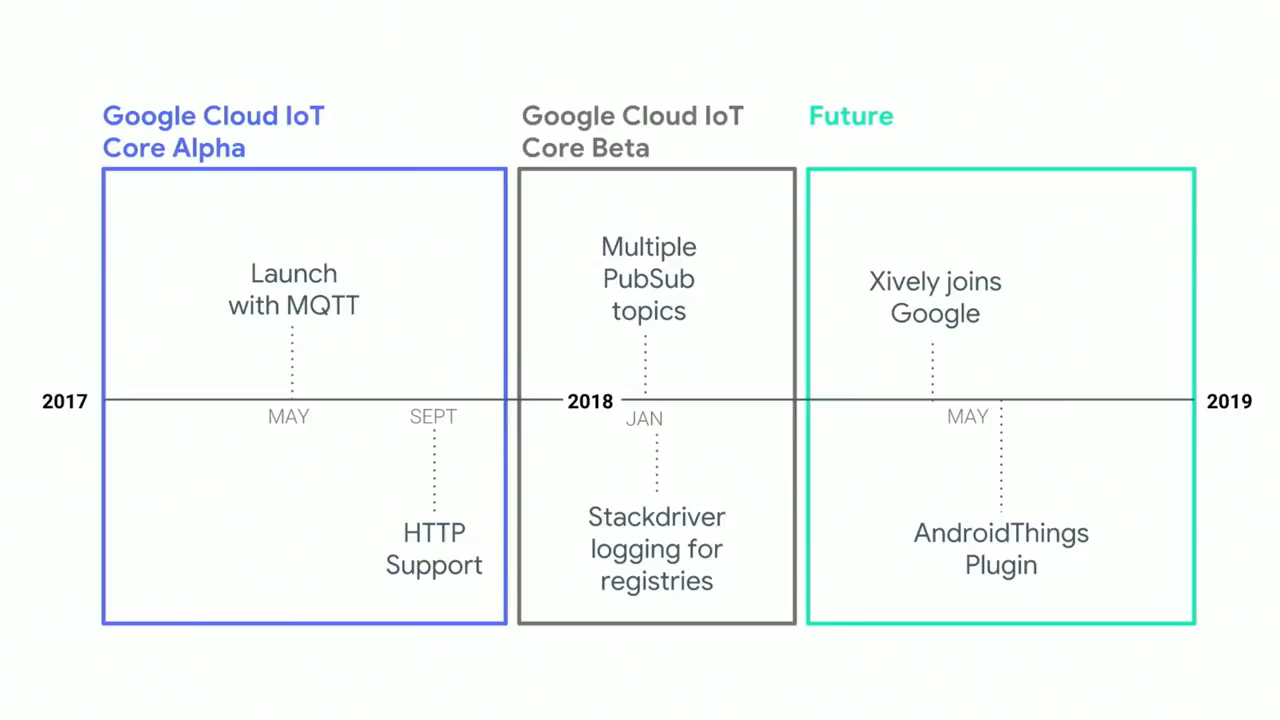 Google Cloud IoT
Core Alpha
Google Cloud IoT
Core Beta
Future
Launch
with MQTT
Multiple
PubSub
topics
Xively joins
Google
2017
2018
2019
MAY
SEPT
JAN
MAY
HTTP
Support
Stackdriver
logging for
registries
AndroidThings
Plugin